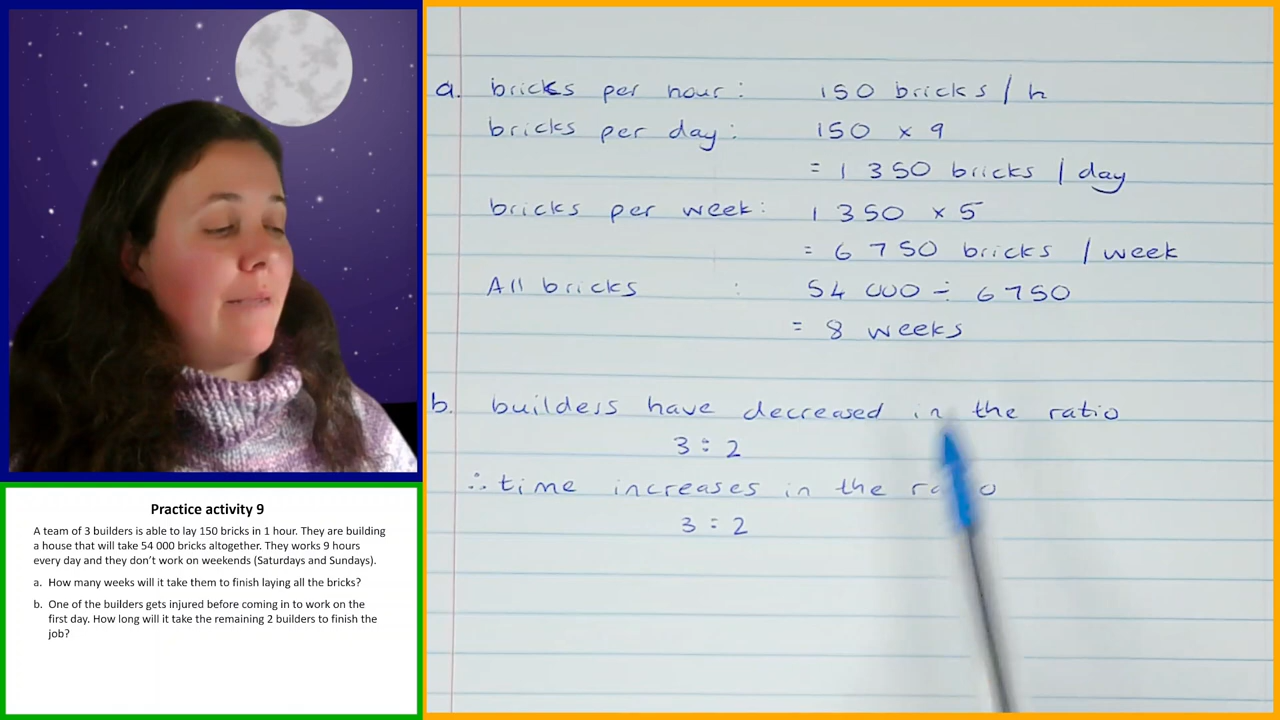 a. bricks per hour: 150 bricks/h
bricks per day: 150 × 9
= 1 350 bricks / day
bricks per week: 1 350 × 5
= 6 750 bricks / week
All bricks : 54 000 ÷ 6 750
= 8 weeks
b. builders have decreased in the ratio
3 : 2
∴ time increases in the
3 : 2
Practice activity 9
A team of 3 builders is able to lay 150 bricks in 1 hour. They are building
a house that will take 54 000 bricks altogether. They works 9 hours
every day and they don’t work on weekends (Saturdays and Sundays).
a. How many weeks will it take them to finish laying all the bricks?
b. One of the builders gets injured before coming in to work on the
first day. How long will it take the remaining 2 builders to finish the
job?